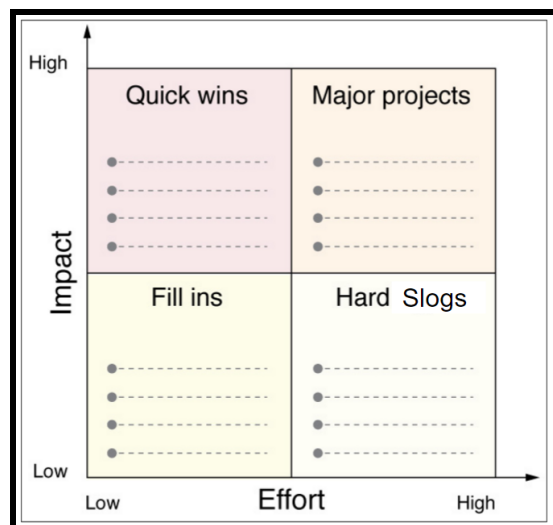 High
Quick wins
Major projects
Impact
Fill ins
Hard Slogs
Low
Low
Effort
High